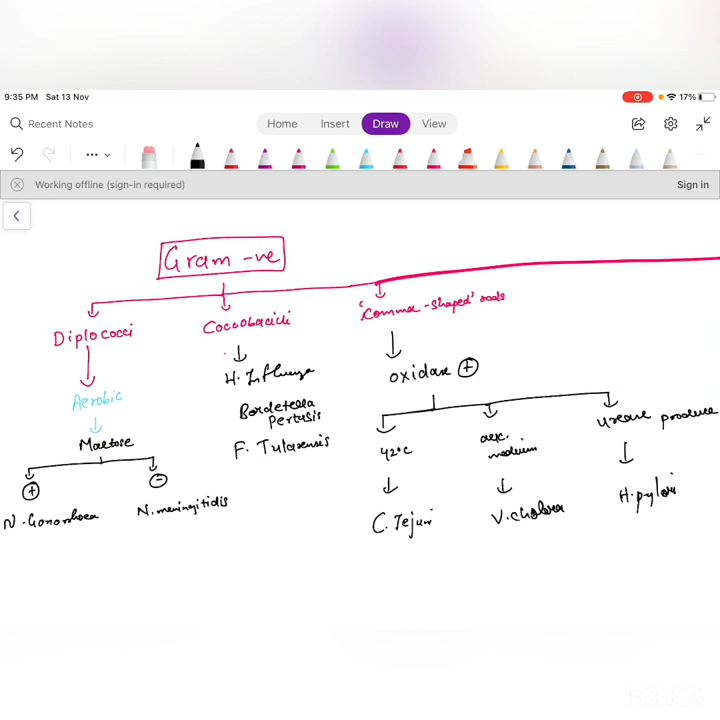 9:35 PM Sat 13 Nov
17%
Recent Notes
Home Insert Draw View
Working offline (sign-in required)
Sign in
Gram -ve
Diplococci
Coccobacilli
'Comma-shaped' rods
Aerobic
Maltose
+ -
N. Gonorrhoea
N. meningitidis
H. Influenza
Bordetella
Pertusis
F. Tularensis
oxidase +
42°C
medium
urease produce
C. Jejuni
V. cholera
H. pylori